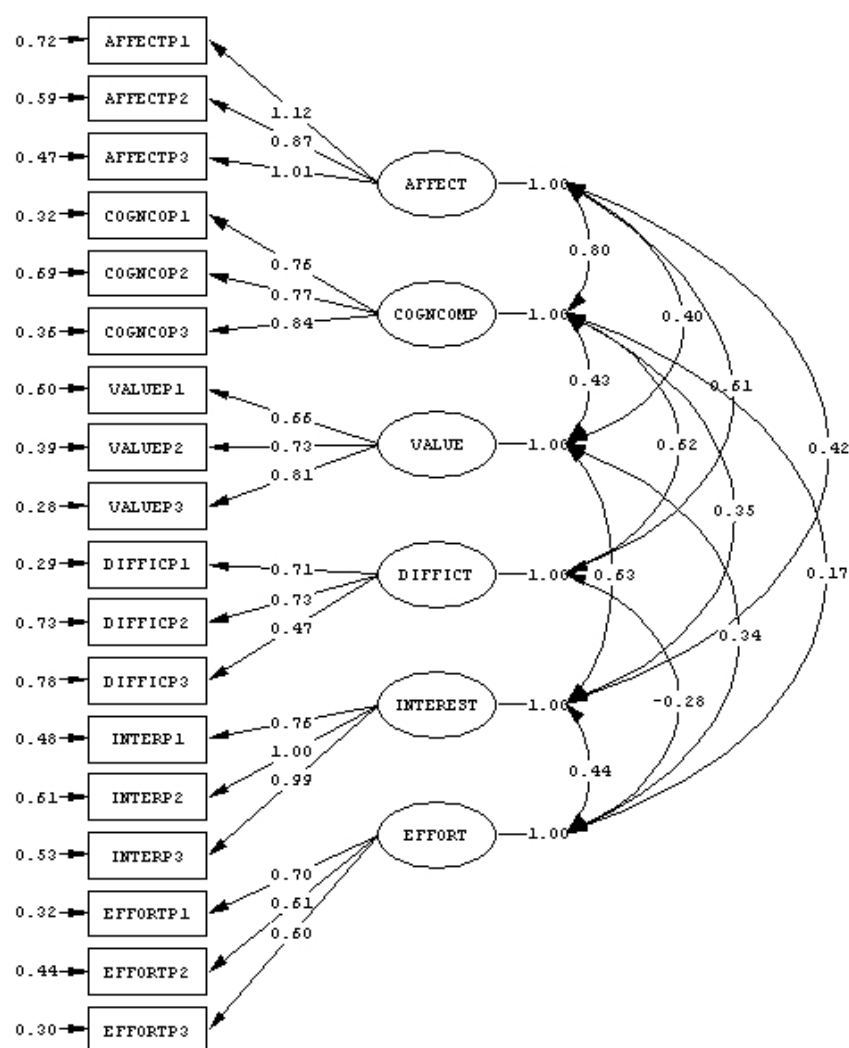 0.72 AFFECTP1
0.59 AFFECTP2
0.47 AFFECTP3
0.32 COGNCOP1
0.69 COGNCOP2
0.36 COGNCOP3
0.60 VALUEP1
0.39 VALUEP2
0.28 VALUEP3
0.29 DIFFICP1
0.73 DIFFICP2
0.78 DIFFICP3
0.48 INTERP1
0.61 INTERP2
0.53 INTERP3
0.32 EFFORTP1
0.44 EFFORTP2
0.30 EFFORTP3
1.12
0.87
1.01
0.76
0.77
0.84
0.66
0.73
0.81
0.71
0.73
0.47
0.76
1.00
0.99
0.70
0.61
0.60
AFFECT 1.00
COGNCOMP 1.00
VALUE 1.00
DIFFICT 1.00
INTEREST 1.00
EFFORT 1.00
0.80
0.40
0.43
0.61
0.62
0.42
0.35
0.63
0.17
0.34
-0.28
0.44